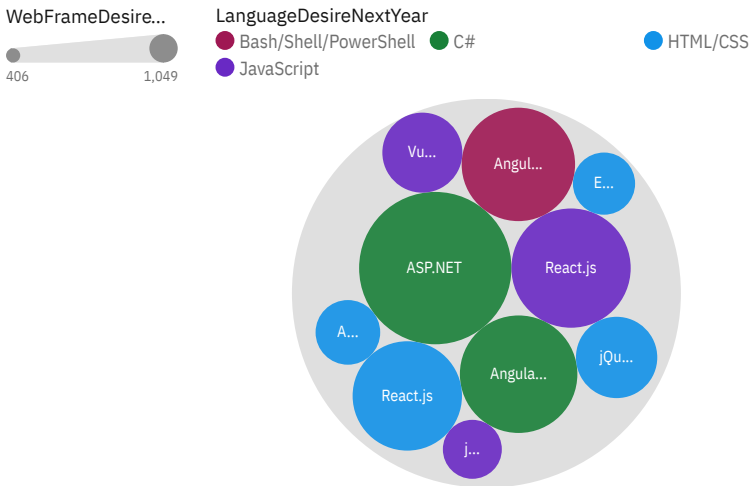 WebFrameDesire...
406
1,049
LanguageDesireNextYear
Bash/Shell/PowerShell
C#
HTML/CSS
JavaScript
Vu...
Angul...
E...
ASP.NET
React.js
A...
Angula...
jQu...
React.js
j...